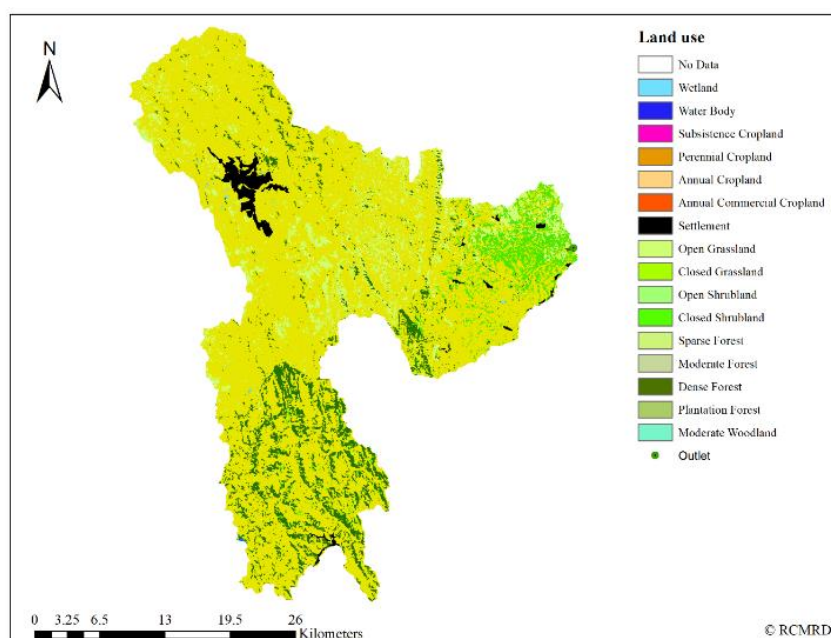 N
Land use
No Data
Wetland
Water Body
Subsistence Cropland
Perennial Cropland
Annual Cropland
Annual Commercial Cropland
Settlement
Open Grassland
Closed Grassland
Open Shrubland
Closed Shrubland
Sparse Forest
Moderate Forest
Dense Forest
Plantation Forest
Moderate Woodland
Outlet
0 3.25 6.5 13 19.5 26
Kilometers
© RCMRD